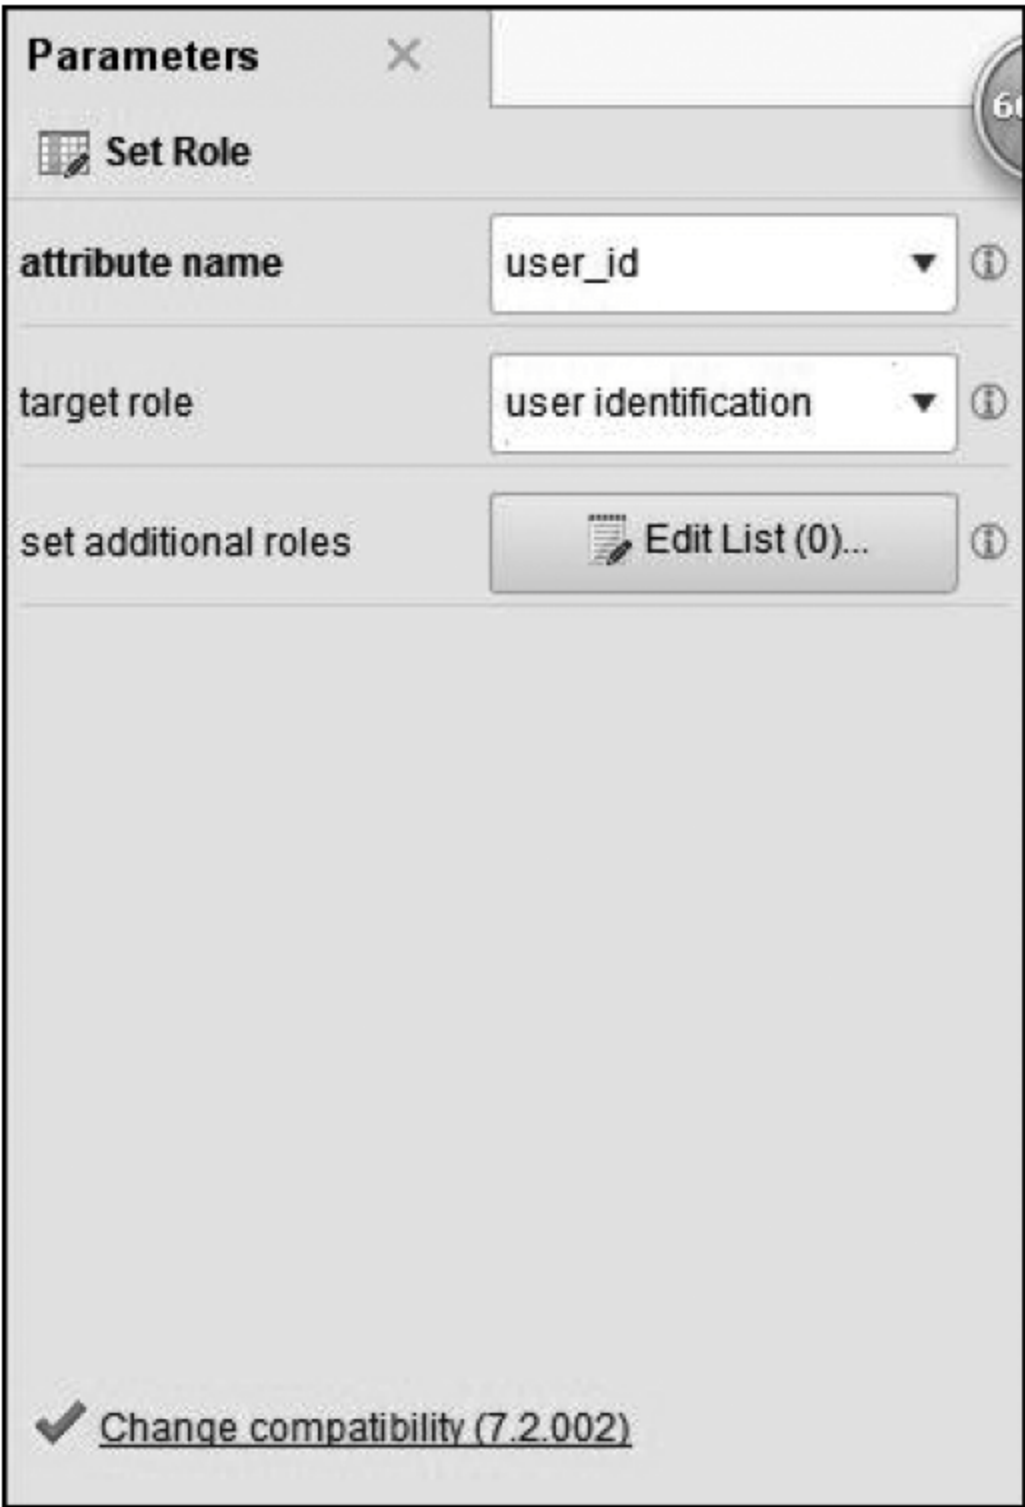 Parameters
Set Role
attribute name user_id
target role user identification
set additional roles Edit List (0)...
Change compatibility (7.2.002)